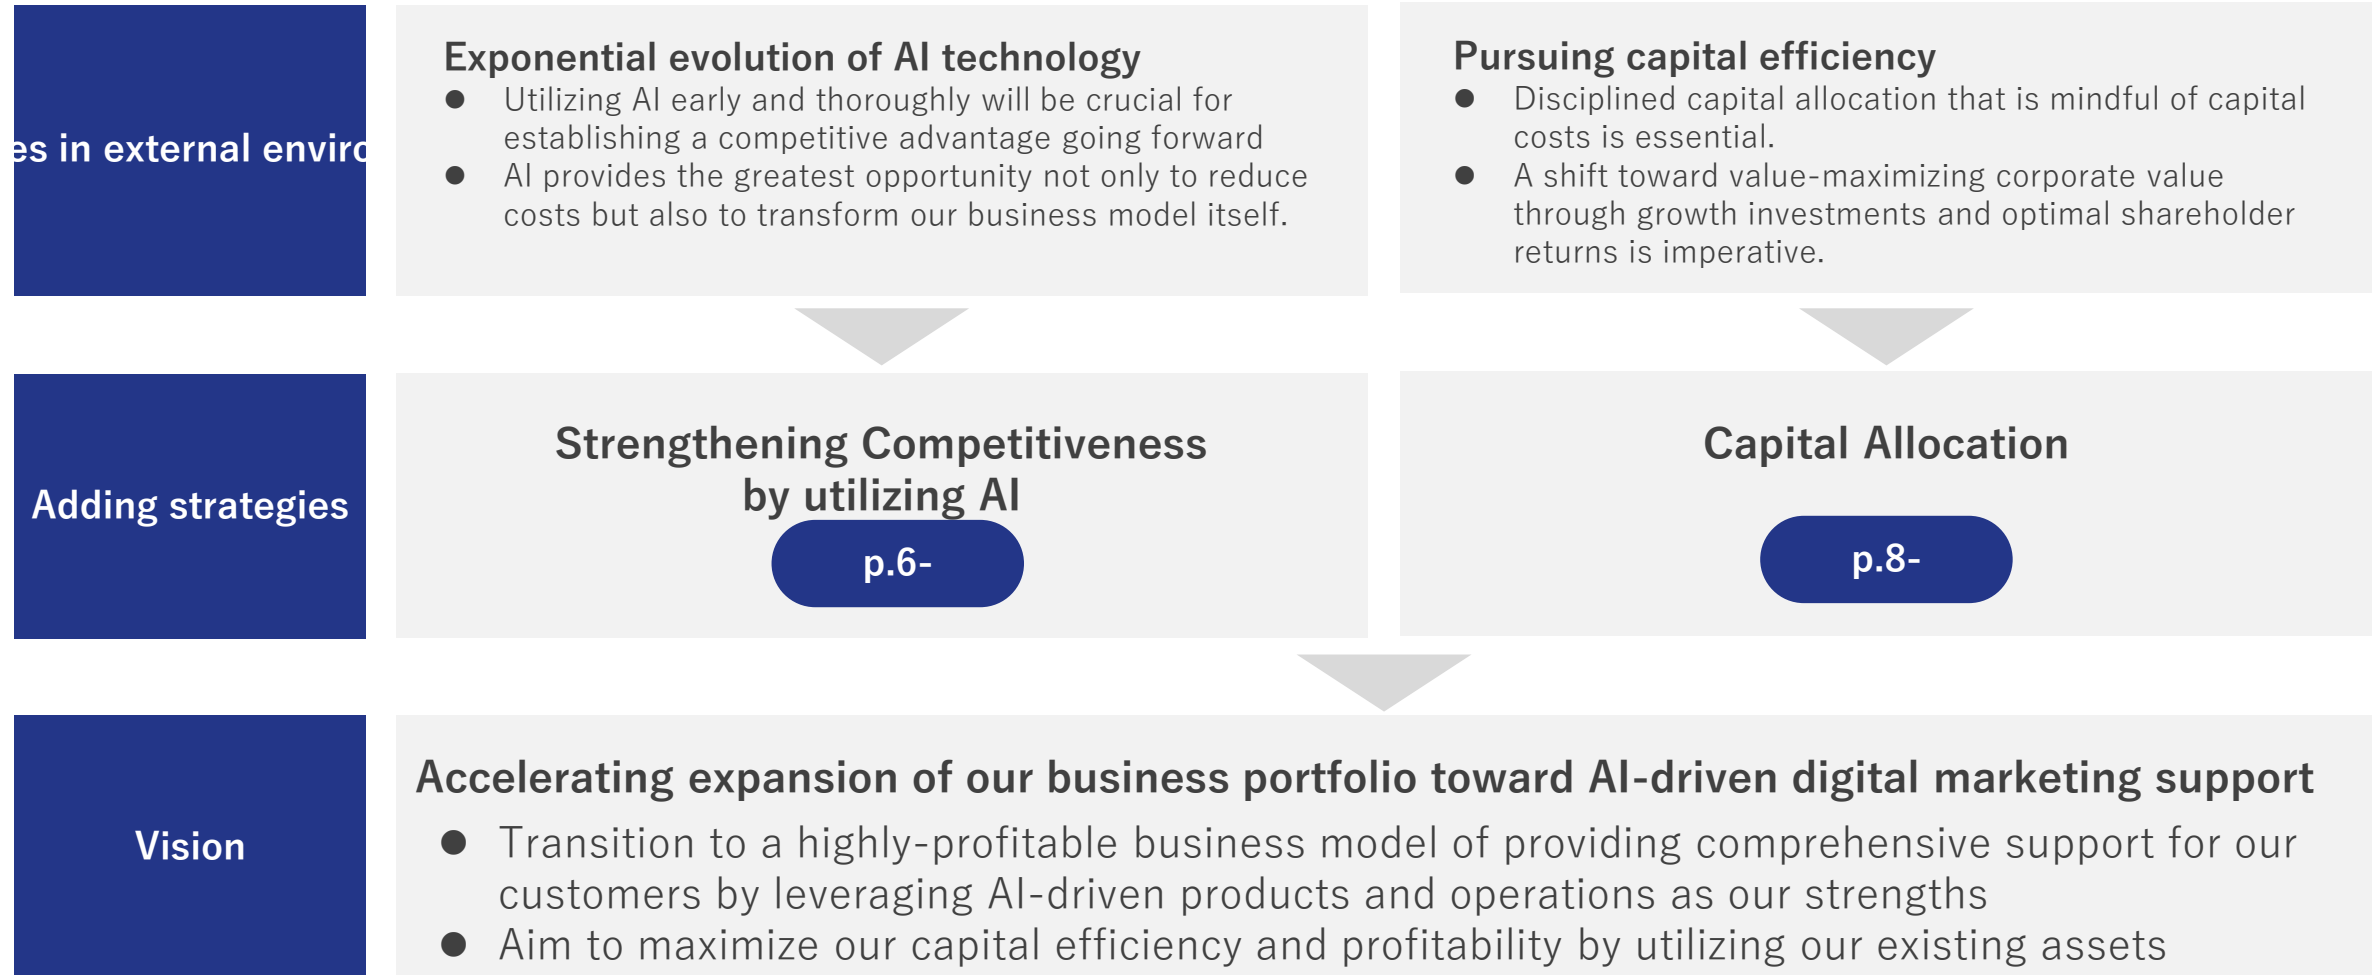 es in external enviro
Exponential evolution of AI technology
● Utilizing AI early and thoroughly will be crucial for
establishing a competitive advantage going forward
● AI provides the greatest opportunity not only to reduce
costs but also to transform our business model itself.
Pursuing capital efficiency
● Disciplined capital allocation that is mindful of capital
costs is essential.
● A shift toward value-maximizing corporate value
through growth investments and optimal shareholder
returns is imperative.
Adding strategies
Strengthening Competitiveness
by utilizing AI
p.6-
Capital Allocation
p.8-
Vision
Accelerating expansion of our business portfolio toward AI-driven digital marketing support
● Transition to a highly-profitable business model of providing comprehensive support for our
customers by leveraging AI-driven products and operations as our strengths
● Aim to maximize our capital efficiency and profitability by utilizing our existing assets